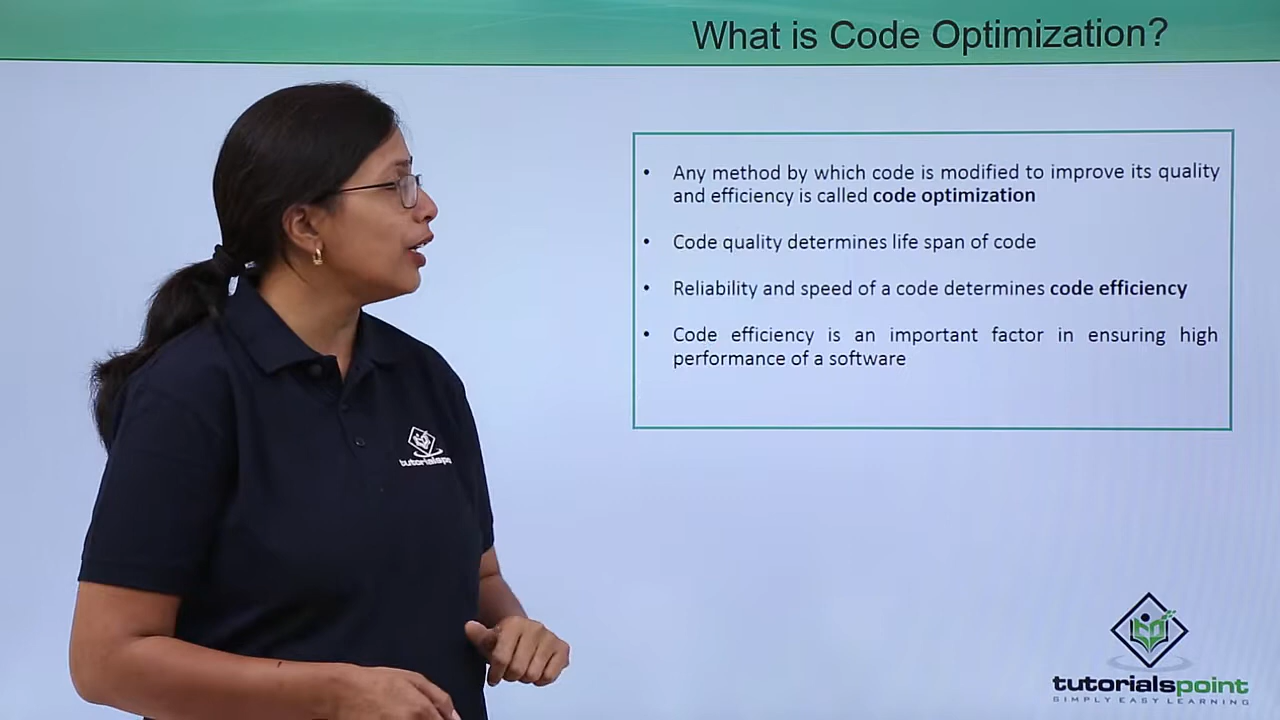 What is Code Optimization?
• Any method by which code is modified to improve its quality
and efficiency is called code optimization
• Code quality determines life span of code
• Reliability and speed of a code determines code efficiency
• Code efficiency is an important factor in ensuring high
performance of a software
tutorialspo
tutorialspoint
SIMPLY EASY LEARNING